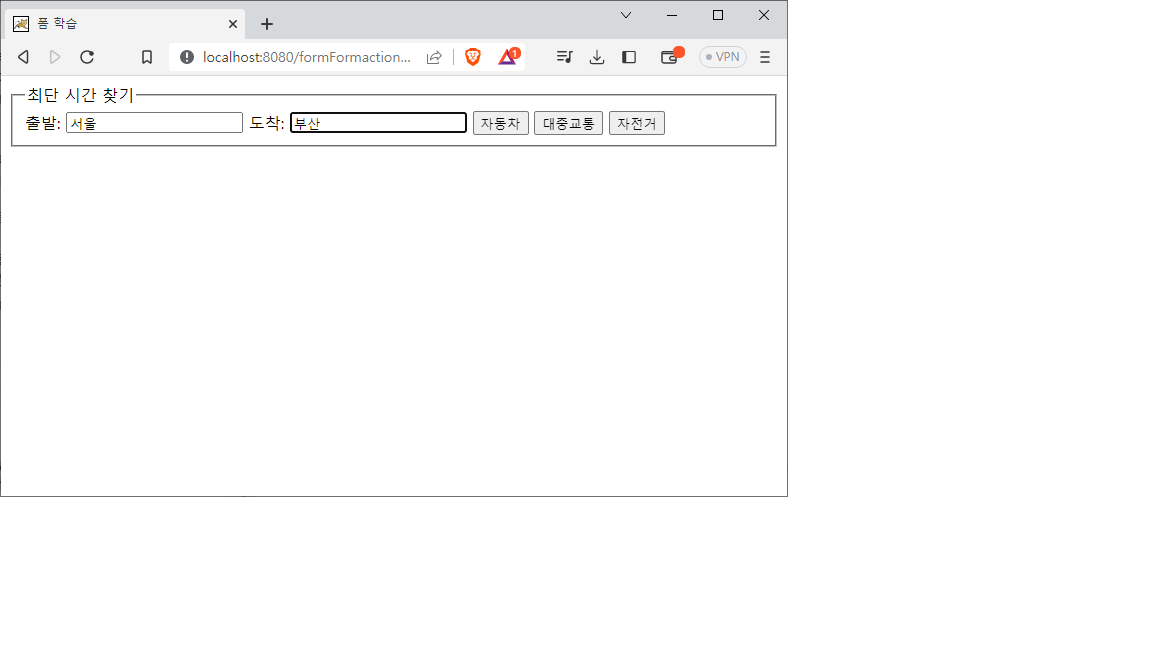 폼 학습
localhost:8080/formFormaction...
1
VPN
최단 시간 찾기
출발: 서울 도착: 부산 자동차 대중교통 자전거